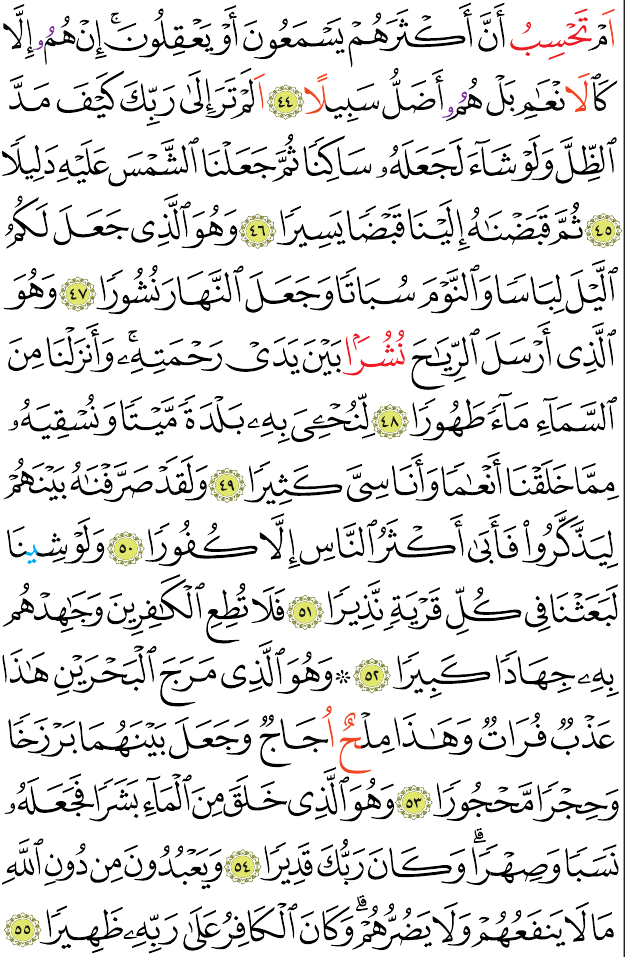 اَمۡ تَحۡسِبُ أَنَّ أَكۡثَرَهُمۡ يَسۡمَعُونَ أَوۡ يَعۡقِلُونَۚ إِنۡ هُمُۥ إِلَّا
كَٱلَانۡعَٰمِ بَلۡ هُمُۥ أَضَلُّ سَبِيلًا ٤٤ اَلَمۡ تَرَ إِلَىٰ رَبِّكَ كَيۡفَ مَدَّ
ٱلظِّلَّ وَلَوۡ شَآءَ لَجَعَلَهُۥ سَاكِنٗا ثُمَّ جَعَلۡنَا ٱلشَّمۡسَ عَلَيۡهِ دَلِيلٗا
٤٥ ثُمَّ قَبَضۡنَٰهُ إِلَيۡنَا قَبۡضٗا يَسِيرٗا ٤٦ وَهُوَ ٱلَّذِي جَعَلَ لَكُمُ
ٱلَّيۡلَ لِبَاسٗا وَٱلنَّوۡمَ سُبَاتٗا وَجَعَلَ ٱلنَّهَارَ نُشُورٗا ٤٧ وَهُوَ
ٱلَّذِي أَرۡسَلَ ٱلرِّيَٰحَ نُشُرَۢا بَيۡنَ يَدَيۡ رَحۡمَتِهِۦۚ وَأَنزَلۡنَا مِنَ
ٱلسَّمَآءِ مَآءٗ طَهُورٗا ٤٨ لِّنُحۡـِۧيَ بِهِۦ بَلۡدَةٗ مَّيۡتٗا وَنُسۡقِيَهُۥ
مِمَّا خَلَقۡنَا أَنۡعَٰمٗا وَأَنَاسِيَّ كَثِيرٗا ٤٩ وَلَقَدۡ صَرَّفۡنَٰهُ بَيۡنَهُمۡ
لِيَذَّكَّرُواْ فَأَبَىٰ أَكۡثَرُ ٱلنَّاسِ إِلَّا كُفُورٗا ٥٠ وَلَوۡ شِينَا
لَبَعَثۡنَا فِي كُلِّ قَرۡيَةٖ نَّذِيرٗا ٥١ فَلَا تُطِعِ ٱلۡكَٰفِرِينَ وَجَٰهِدۡهُم
بِهِۦ جِهَادٗا كَبِيرٗا ٥٢ ۞ وَهُوَ ٱلَّذِي مَرَجَ ٱلۡبَحۡرَيۡنِ هَٰذَا
عَذۡبٞ فُرَاتٞ وَهَٰذَا مِلۡحٌ اُجَاجٞ وَجَعَلَ بَيۡنَهُمَا بَرۡزَخٗا
وَحِجۡرٗا مَّحۡجُورٗا ٥٣ وَهُوَ ٱلَّذِي خَلَقَ مِنَ ٱلۡمَآءِ بَشَرٗا فَجَعَلَهُۥ
نَسَبٗا وَصِهۡرٗاۗ وَكَانَ رَبُّكَ قَدِيرٗا ٥٤ وَيَعۡبُدُونَ مِن دُونِ ٱللَّهِ
مَا لَا يَنفَعُهُمۡ وَلَا يَضُرُّهُمۡۗ وَكَانَ ٱلۡكَافِرُ عَلَىٰ رَبِّهِۦ ظَهِيرٗا ٥٥